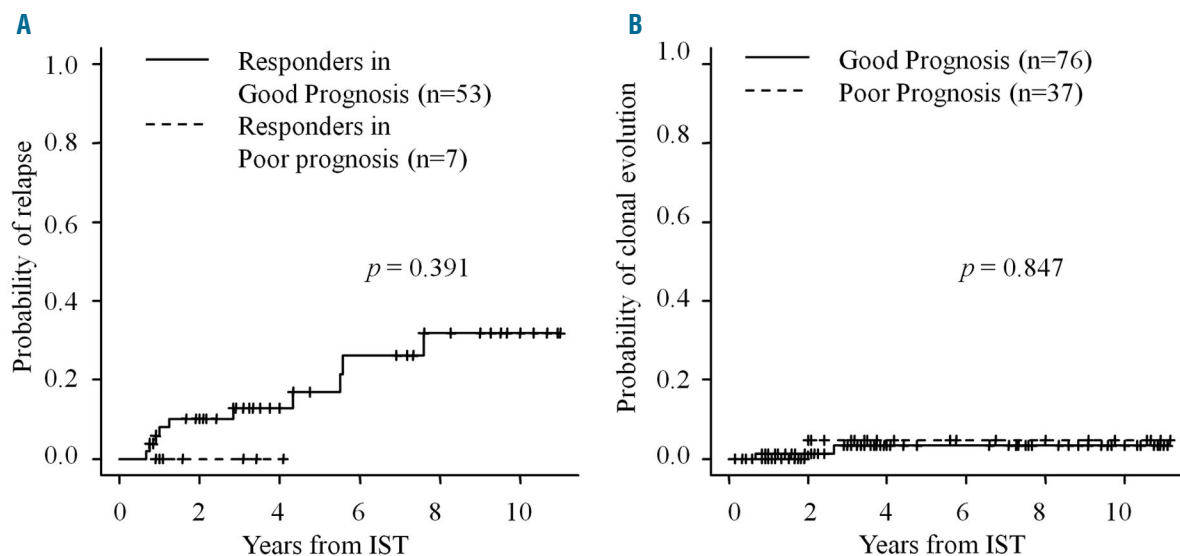 A
Probability of relapse
1.0
0.8
0.6
0.4
0.2
0.0
Responders in
Good Prognosis (n=53)
Responders in
Poor prognosis (n=7)
p = 0.391
0 2 4 6 8 10
Years from IST
B
Probability of clonal evolution
1.0
0.8
0.6
0.4
0.2
0.0
Good Prognosis (n=76)
Poor Prognosis (n=37)
p = 0.847
0 2 4 6 8 10
Years from IST